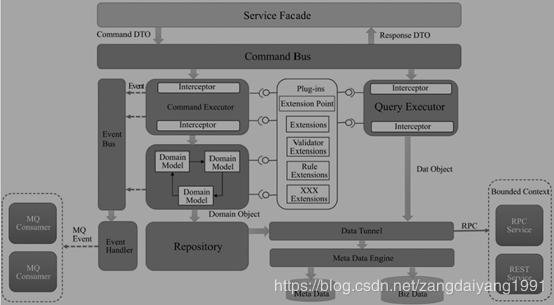 Service Facade
Command DTO
Response DTO
Command Bus
Event
Interceptor
Command Executor
Interceptor
Plug-ins
Extension Point
Extensions
Validator
Extensions
Rule
Extensions
XXX
Extensions
Interceptor
Query Executor
Interceptor
Event
Bus
Domain
Model
Domain
Model
Domain
Model
Domain Object
Dat Object
Bounded Context
MQ
Consumer
MQ
Consumer
MQ
Event
Event
Handler
Repository
Data Tunnel
RPC
RPC
Service
REST
Service
Meta Data Engine
Meta Data
Biz Data
https://blog.csdn.net/zangdaiyang1991